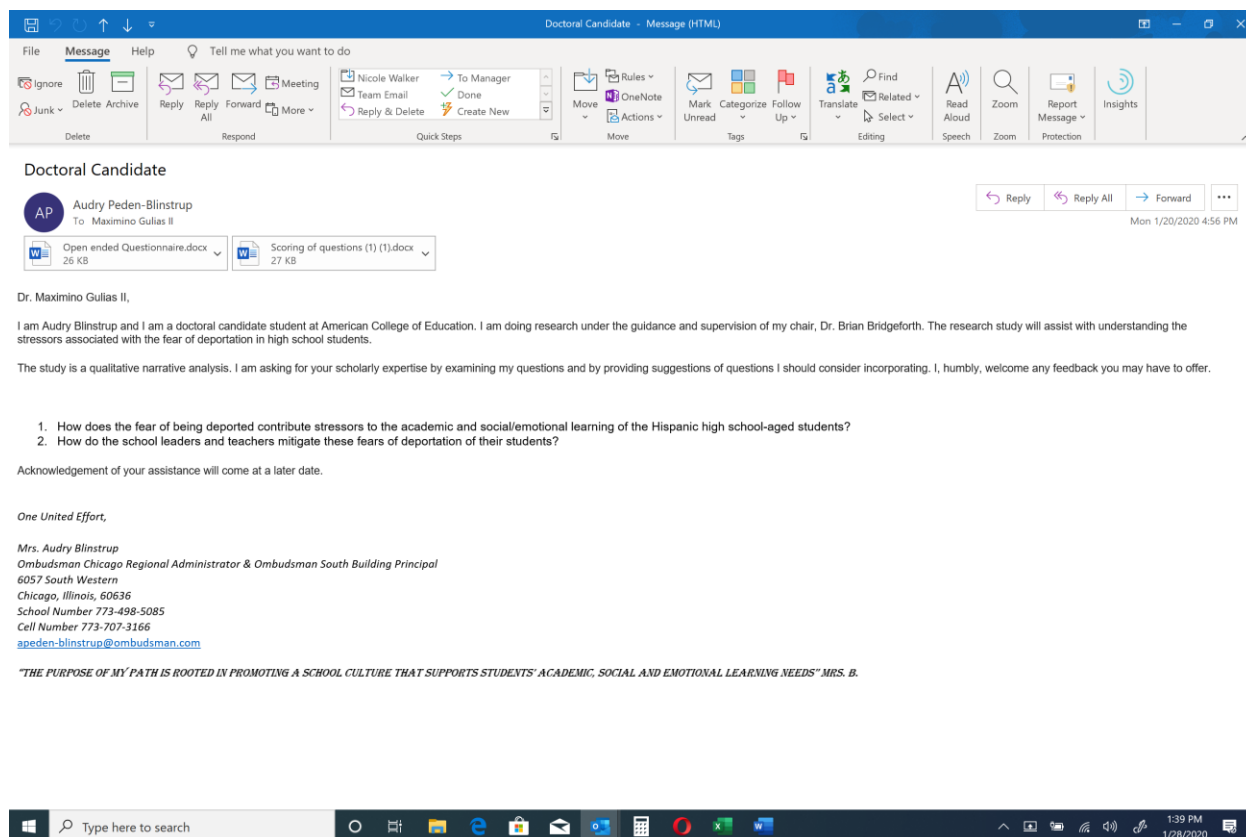 Doctoral Candidate - Message (HTML)
File Message Help Tell me what you want to do
Ignore
Junk
Delete
Archive
Delete
Reply
Reply All
Forward
Meeting
More
Respond
Nicole Walker
Team Email
Reply & Delete
To Manager
Done
Create New
Quick Steps
Move
Rules
OneNote
Actions
Move
Mark Unread
Categorize
Follow Up
Tags
Translate
Find
Related
Select
Editing
Read Aloud
Speech
Zoom
Zoom
Report Message
Protection
Insights
Doctoral Candidate
AP
Audry Peden-Blinstrup
To Maximino Gulias II
Reply Reply All Forward
Mon 1/20/2020 4:56 PM
Open ended Questionnaire.docx
26 KB
Scoring of questions (1) (1).docx
27 KB
Dr. Maximino Gulias II,
I am Audry Blinstrup and I am a doctoral candidate student at American College of Education. I am doing research under the guidance and supervision of my chair, Dr. Brian Bridgeforth. The research study will assist with understanding the
stressors associated with the fear of deportation in high school students.
The study is a qualitative narrative analysis. I am asking for your scholarly expertise by examining my questions and by providing suggestions of questions I should consider incorporating. I, humbly, welcome any feedback you may have to offer.
1. How does the fear of being deported contribute stressors to the academic and social/emotional learning of the Hispanic high school-aged students?
2. How do the school leaders and teachers mitigate these fears of deportation of their students?
Acknowledgement of your assistance will come at a later date.
One United Effort,
Mrs. Audry Blinstrup
Ombudsman Chicago Regional Administrator & Ombudsman South Building Principal
6057 South Western
Chicago, Illinois, 60636
School Number 773-498-5085
Cell Number 773-707-3166
apeden-blinstrup@ombudsman.com
"THE PURPOSE OF MY PATH IS ROOTED IN PROMOTING A SCHOOL CULTURE THAT SUPPORTS STUDENTS' ACADEMIC, SOCIAL AND EMOTIONAL LEARNING NEEDS" MRS. B.
Type here to search
1:39 PM
1/28/2020